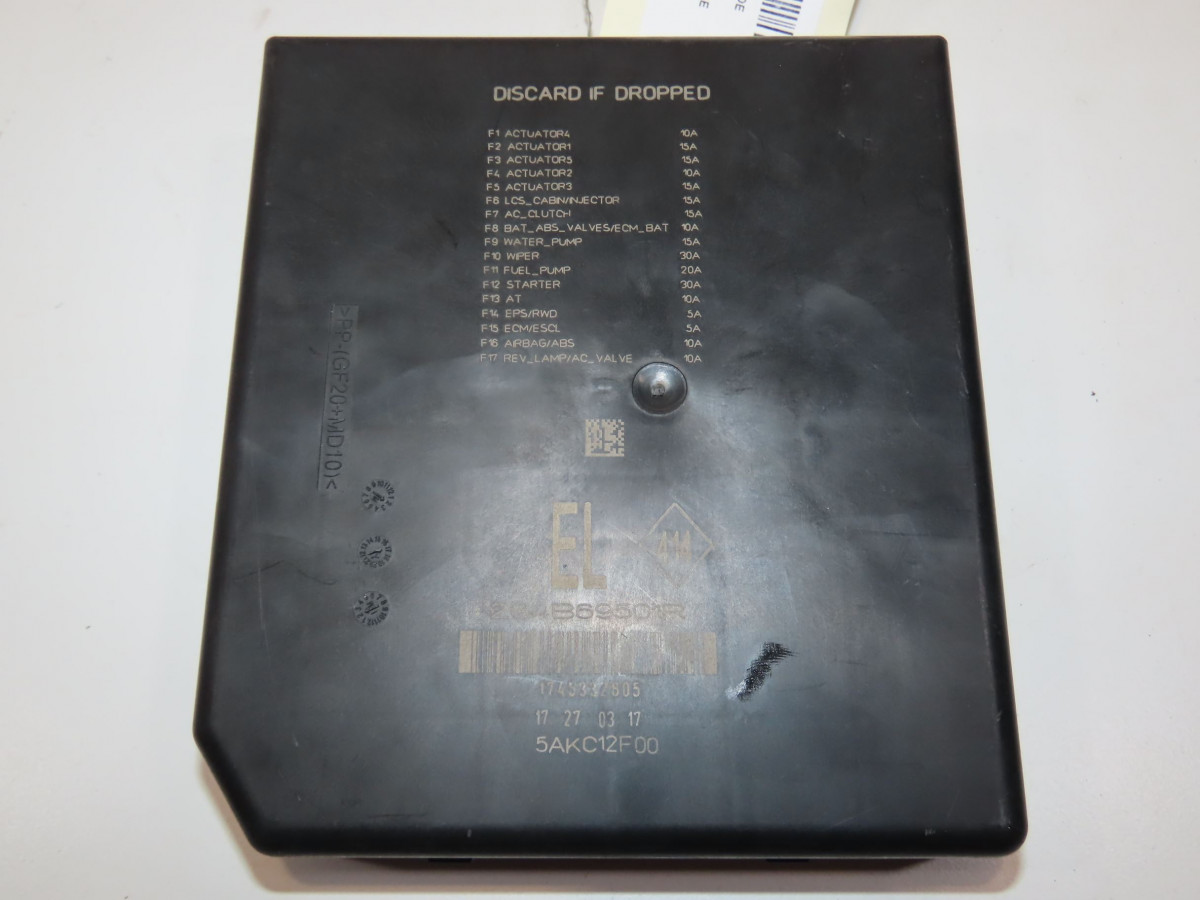 DISCARD IF DROPPED
F1 ACTUATOR4 10A
F2 ACTUATOR1 15A
F3 ACTUATOR5 15A
F4 ACTUATOR2 10A
F5 ACTUATOR3 15A
F6 LCS_CABIN/INJECTOR 15A
F7 AC_CLUTCH 15A
F8 BAT_ABS_VALVES/ECM_BAT 10A
F9 WATER_PUMP 15A
F10 WIPER 30A
F11 FUEL_PUMP 20A
F12 STARTER 30A
F13 AT 10A
F14 EPS/RWD 5A
F15 ECM/ESCL 5A
F16 AIRBAG/ABS 10A
F17 REV_LAMP/AC_VALVE 10A
>PP-(GF20+MD10)<
EL
17 27 03 17
5AKC12F00